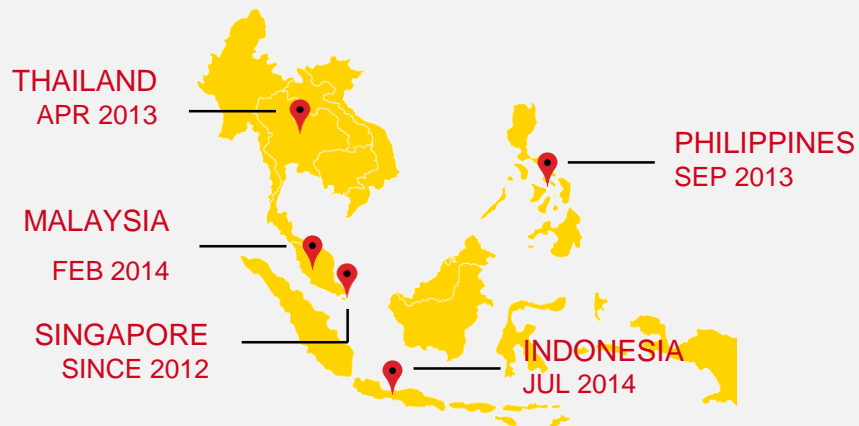 THAILAND
APR 2013
PHILIPPINES
SEP 2013
MALAYSIA
FEB 2014
SINGAPORE
SINCE 2012
INDONESIA
JUL 2014